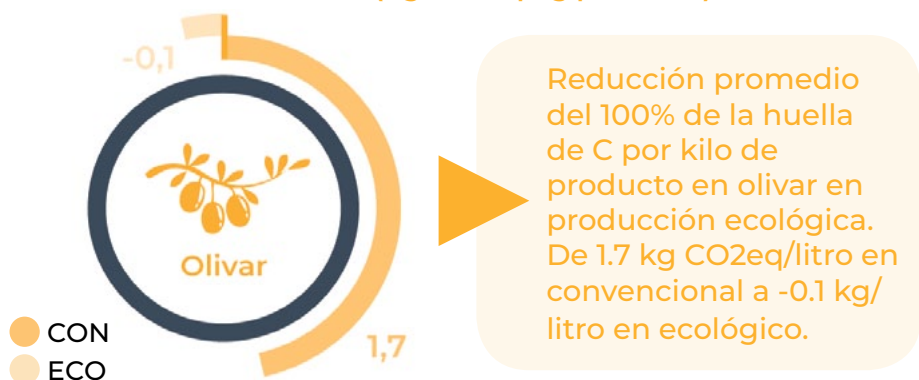 -0,1
Olivar
1,7
CON
ECO
Reducción promedio
del 100% de la huella
de C por kilo de
producto en olivar en
producción ecológica.
De 1.7 kg CO2eq/litro en
convencional a -0.1 kg/
litro en ecológico.